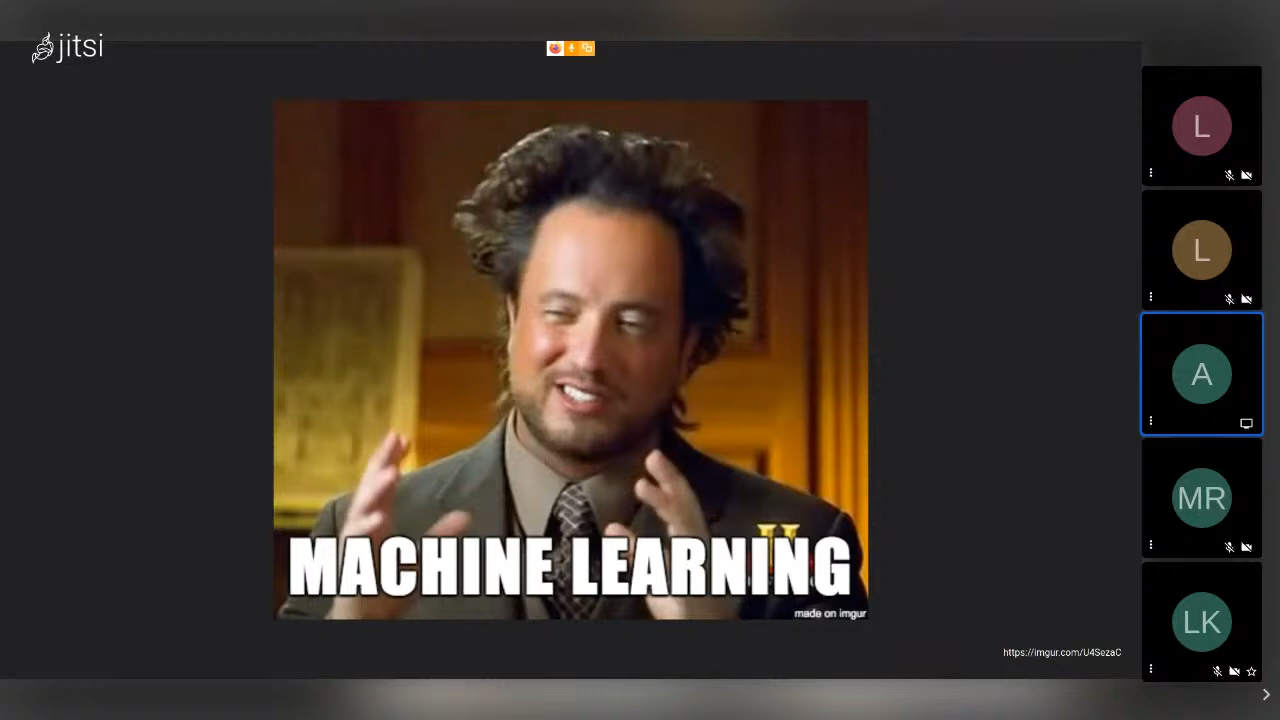 jitsi
L
L
A
MR
LK
MACHINE LEARNING
made on imgur
https://imgur.com/U4SezaC